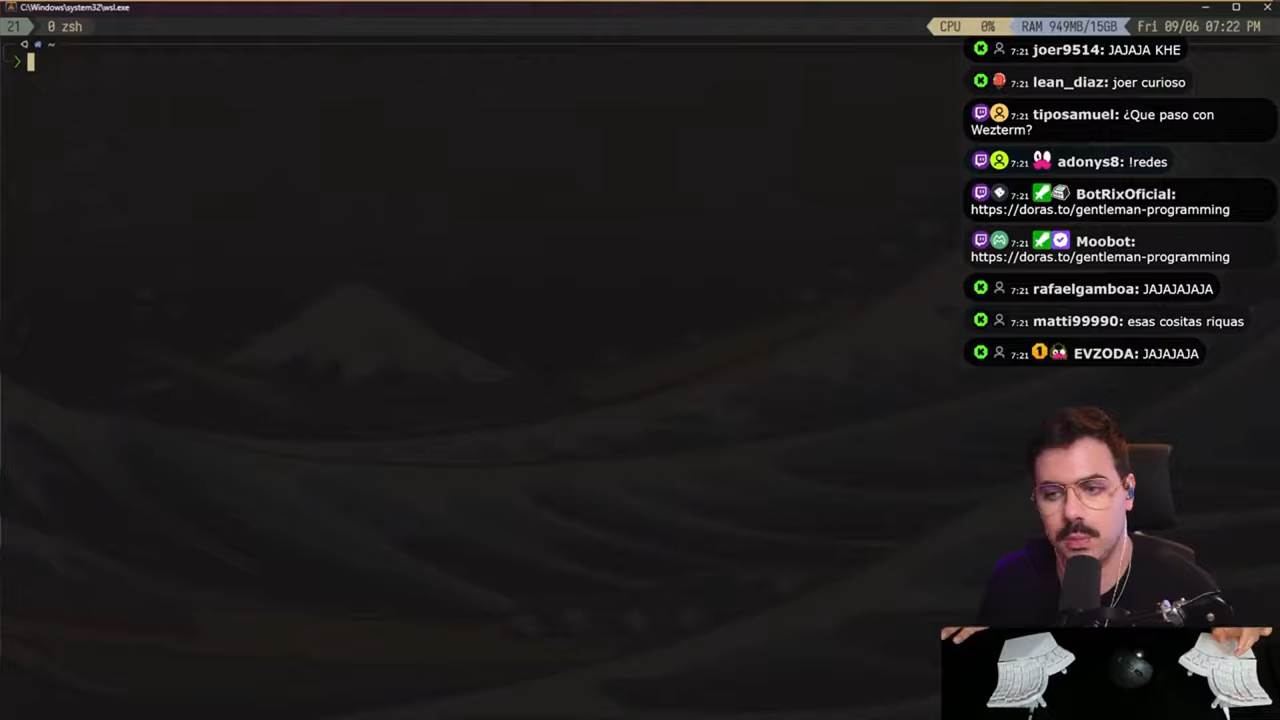 C:\Windows\system32\wsl.exe
21 0 zsh CPU 0% RAM 949MB/15GB Fri 09/06 07:22 PM
~
>
7:21 joer9514: JAJAJA KHE
7:21 lean_diaz: joer curioso
7:21 tiposamuel: ¿Que paso con
Wezterm?
7:21 adonys8: !redes
7:21 BotRixOficial:
https://doras.to/gentleman-programming
7:21 Moobot:
https://doras.to/gentleman-programming
7:21 rafaelgamboa: JAJAJAJAJA
7:21 matti99990: esas cositas riquas
7:21 1 EVZODA: JAJAJAJA